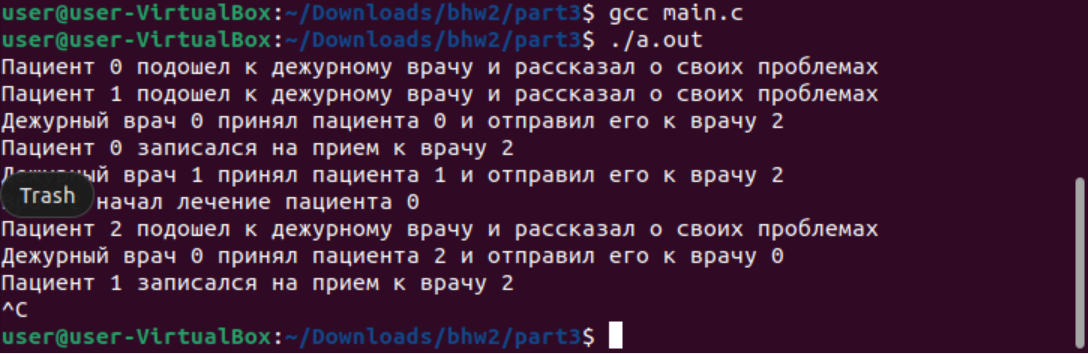 user@user-VirtualBox:~/Downloads/bhw2/part3$ gcc main.c
user@user-VirtualBox:~/Downloads/bhw2/part3$ ./a.out
Пациент 0 подошел к дежурному врачу и рассказал о своих проблемах
Пациент 1 подошел к дежурному врачу и рассказал о своих проблемах
Дежурный врач 0 принял пациента 0 и отправил его к врачу 2
Пациент 0 записался на прием к врачу 2
Дежурный врач 1 принял пациента 1 и отправил его к врачу 2
Trash
начал лечение пациента 0
Пациент 2 подошел к дежурному врачу и рассказал о своих проблемах
Дежурный врач 0 принял пациента 2 и отправил его к врачу 0
Пациент 1 записался на прием к врачу 2
^C
user@user-VirtualBox:~/Downloads/bhw2/part3$